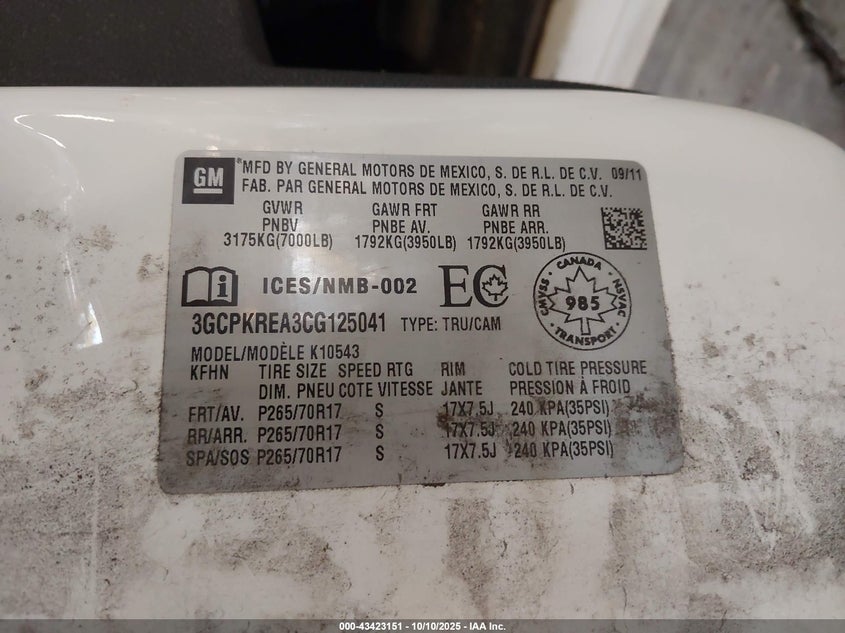 GM
*MFD BY GENERAL MOTORS DE MEXICO, S. DE R.L. DE C.V. 09/11
FAB. PAR GENERAL MOTORS DE MEXICO, S. DE R.L. DE C.V.
GVWR GAWR FRT GAWR RR
PNBV PNBE AV. PNBE ARR.
3175KG(7000LB) 1792KG(3950LB) 1792KG(3950LB)
ICES/NMB-002 EC
CANADA
CMVSS 985 NSVAC
TRANSPORT
3GCPKREA3CG125041 TYPE: TRU/CAM
MODEL/MODÈLE K10543
KFHN TIRE SIZE SPEED RTG RIM COLD TIRE PRESSURE
DIM. PNEU COTE VITESSE JANTE PRESSION À FROID
FRT/AV. P265/70R17 S 17X7.5J 240 KPA(35PSI)
RR/ARR. P265/70R17 S 17X7.5J 240 KPA(35PSI)
SPA/SOS P265/70R17 S 17X7.5J 240 KPA(35PSI)
000-43423151 - 10/10/2025 - IAA Inc.